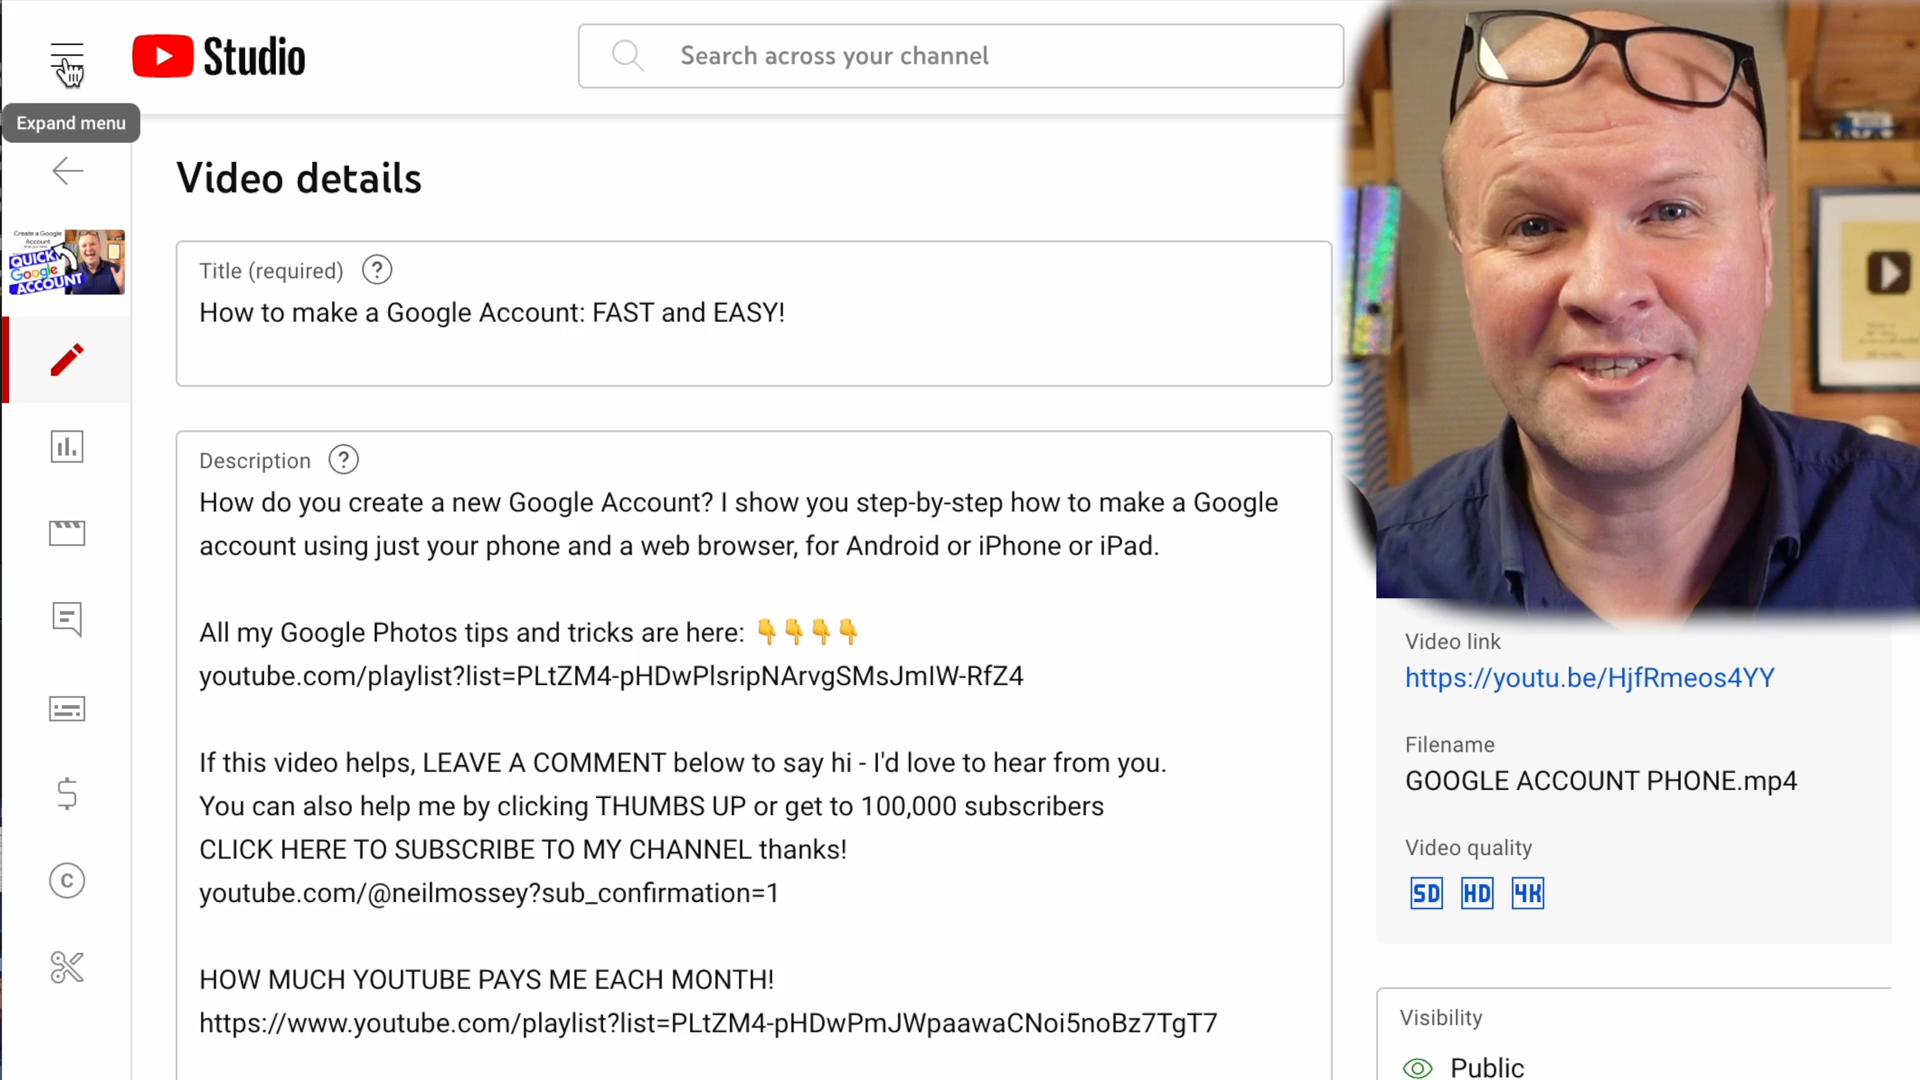 Studio
Search across your channel
Expand menu
Create a Google
Account
QUICKY
Google
ACCOUNT
Video details
Title (required) ?
How to make a Google Account: FAST and EASY!
Description ?
How do you create a new Google Account? I show you step-by-step how to make a Google
account using just your phone and a web browser, for Android or iPhone or iPad.
All my Google Photos tips and tricks are here: 👇👇👇👇
youtube.com/playlist?list=PLtZM4-pHDwPlsripNArvgSMsJmIW-RfZ4
If this video helps, LEAVE A COMMENT below to say hi - I'd love to hear from you.
You can also help me by clicking THUMBS UP or get to 100,000 subscribers
CLICK HERE TO SUBSCRIBE TO MY CHANNEL thanks!
youtube.com/@neilmossey?sub_confirmation=1
HOW MUCH YOUTUBE PAYS ME EACH MONTH!
https://www.youtube.com/playlist?list=PLtZM4-pHDwPmJWpaawaCNoi5noBz7TgT7
Video link
https://youtu.be/HjfRmeos4YY
Filename
GOOGLE ACCOUNT PHONE.mp4
Video quality
SD HD 4K
Visibility
Public